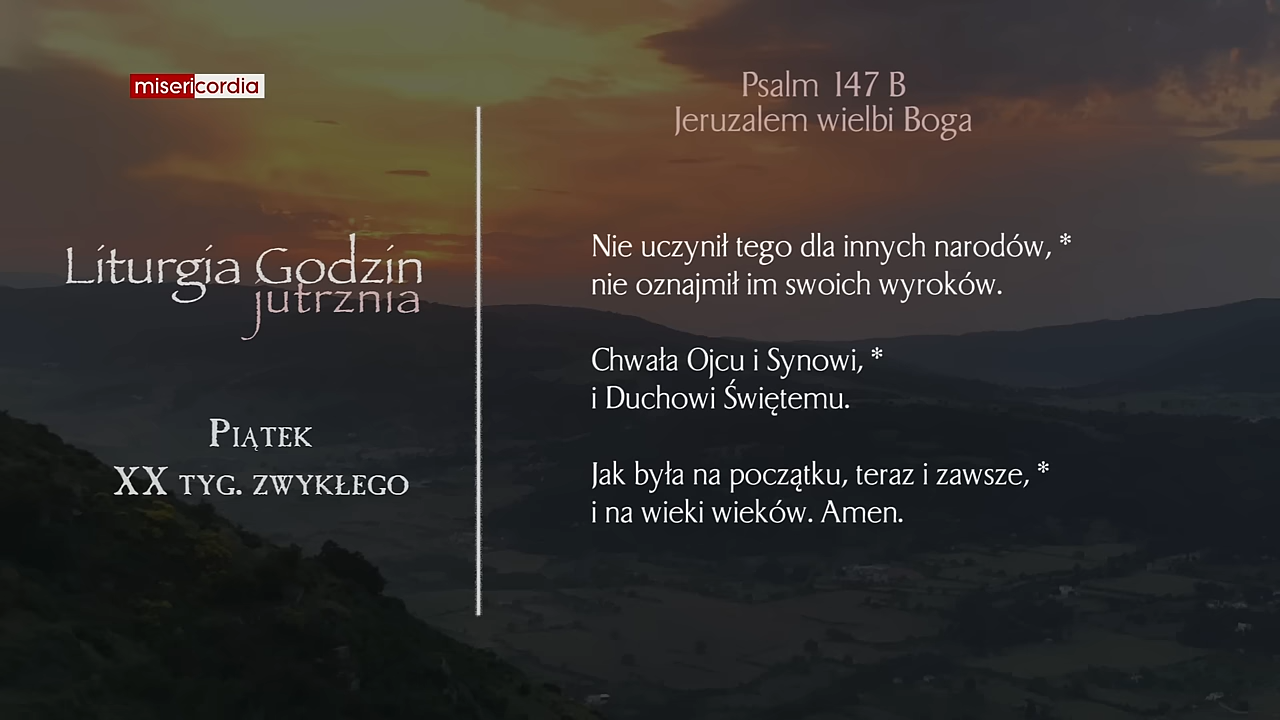 misericordia
Liturgia Godzin
jutrznia
Piątek
XX tyg. zwykłego
Psalm 147 B
Jeruzalem wielbi Boga
Nie uczynił tego dla innych narodów, *
nie oznajmił im swoich wyroków.
Chwała Ojcu i Synowi, *
i Duchowi Świętemu.
Jak była na początku, teraz i zawsze, *
i na wieki wieków. Amen.